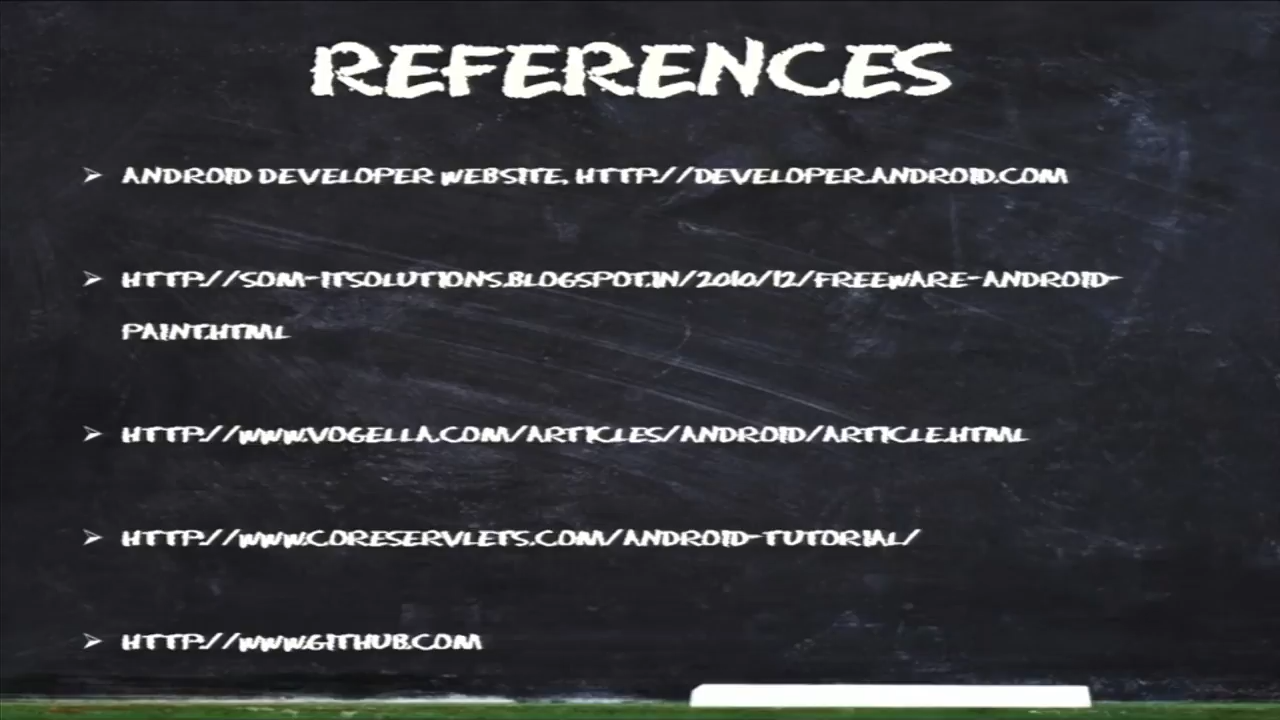 REFERENCES
➢ ANDROID DEVELOPER WEBSITE, HTTP://DEVELOPER.ANDROID.COM
➢ HTTP://SOM-ITSOLUTIONS.BLOGSPOT.IN/2010/12/FREEWARE-ANDROID-
PAINT.HTML
➢ HTTP://WWW.VOGELLA.COM/ARTICLES/ANDROID/ARTICLE.HTML
➢ HTTP://WWW.CORESERVLETS.COM/ANDROID-TUTORIAL/
➢ HTTP://WWW.GITHUB.COM